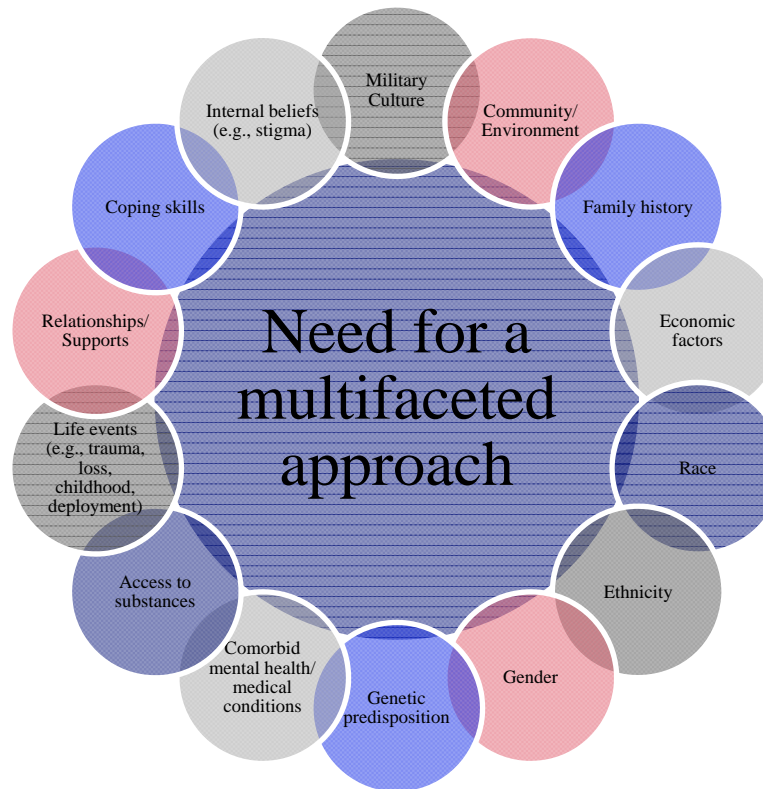 Need for a
multifaceted
approach
Military
Culture
Community/
Environment
Family history
Economic
factors
Race
Ethnicity
Gender
Genetic
predisposition
Comorbid
mental health/
medical
conditions
Access to
substances
Life events
(e.g., trauma,
loss,
childhood,
deployment)
Relationships/
Supports
Coping skills
Internal beliefs
(e.g., stigma)